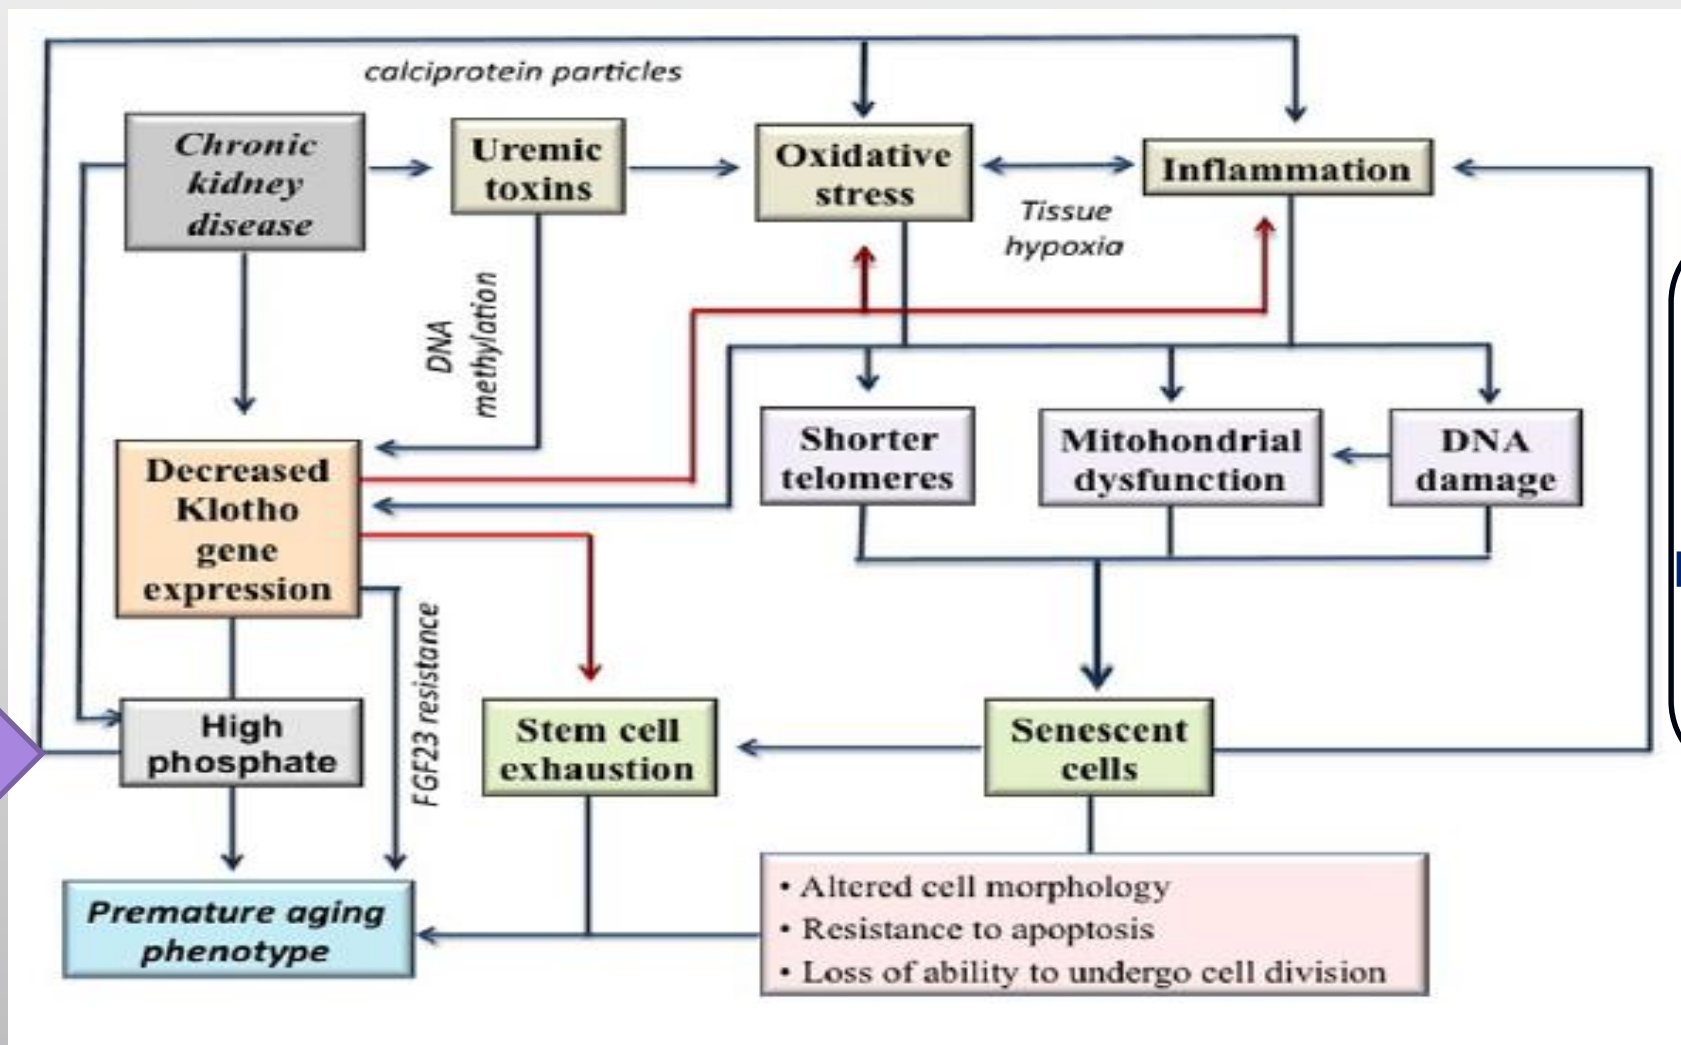 calciprotein particles
Chronic
kidney
disease
Uremic
toxins
Oxidative
stress
Inflammation
Tissue
hypoxia
DNA
methylation
Decreased
Klotho
gene
expression
Shorter
telomeres
Mitohondrial
dysfunction
DNA
damage
FGF23 resistance
High
phosphate
Stem cell
exhaustion
Senescent
cells
Premature aging
phenotype
• Altered cell morphology
• Resistance to apoptosis
• Loss of ability to undergo cell division